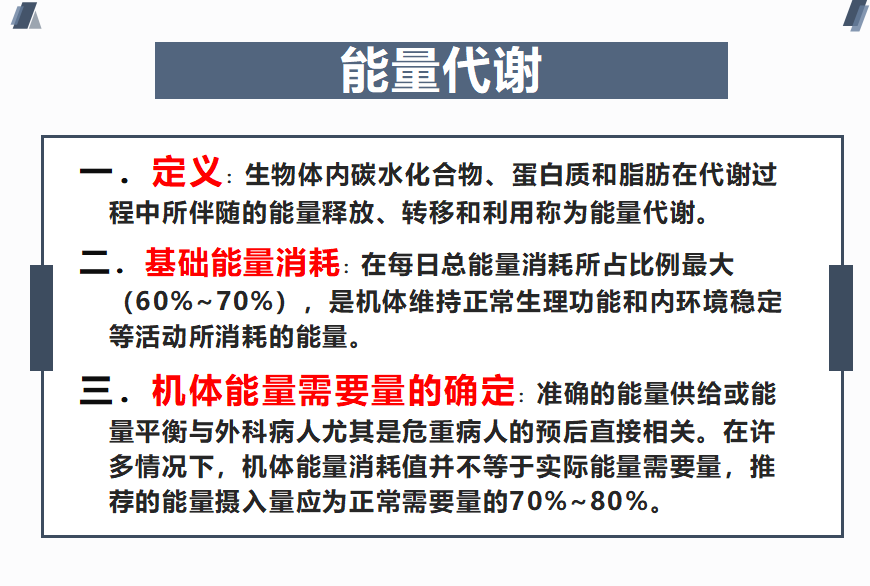 能量代谢
一．定义：生物体内碳水化合物、蛋白质和脂肪在代谢过
程中所伴随的能量释放、转移和利用称为能量代谢。
二．基础能量消耗：在每日总能量消耗所占比例最大
（60%~70%），是机体维持正常生理功能和内环境稳定
等活动所消耗的能量。
三．机体能量需要量的确定：准确的能量供给或能
量平衡与外科病人尤其是危重病人的预后直接相关。在许
多情况下，机体能量消耗值并不等于实际能量需要量，推
荐的能量摄入量应为正常需要量的70%~80%。